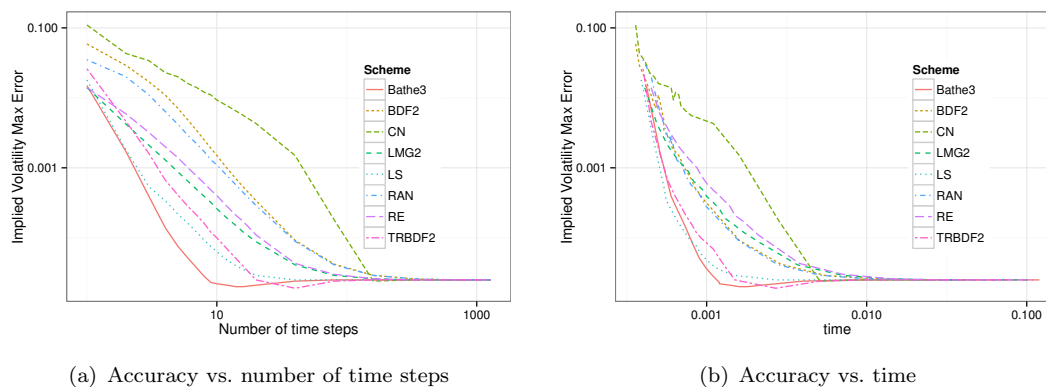 0.100
0.001
Implied Volatility Max Error
10
1000
Number of time steps
Scheme
Bathe3
BDF2
CN
LMG2
LS
RAN
RE
TRBDF2
(a) Accuracy vs. number of time steps
0.100
0.001
Implied Volatility Max Error
0.001
0.010
0.100
time
Scheme
Bathe3
BDF2
CN
LMG2
LS
RAN
RE
TRBDF2
(b) Accuracy vs. time